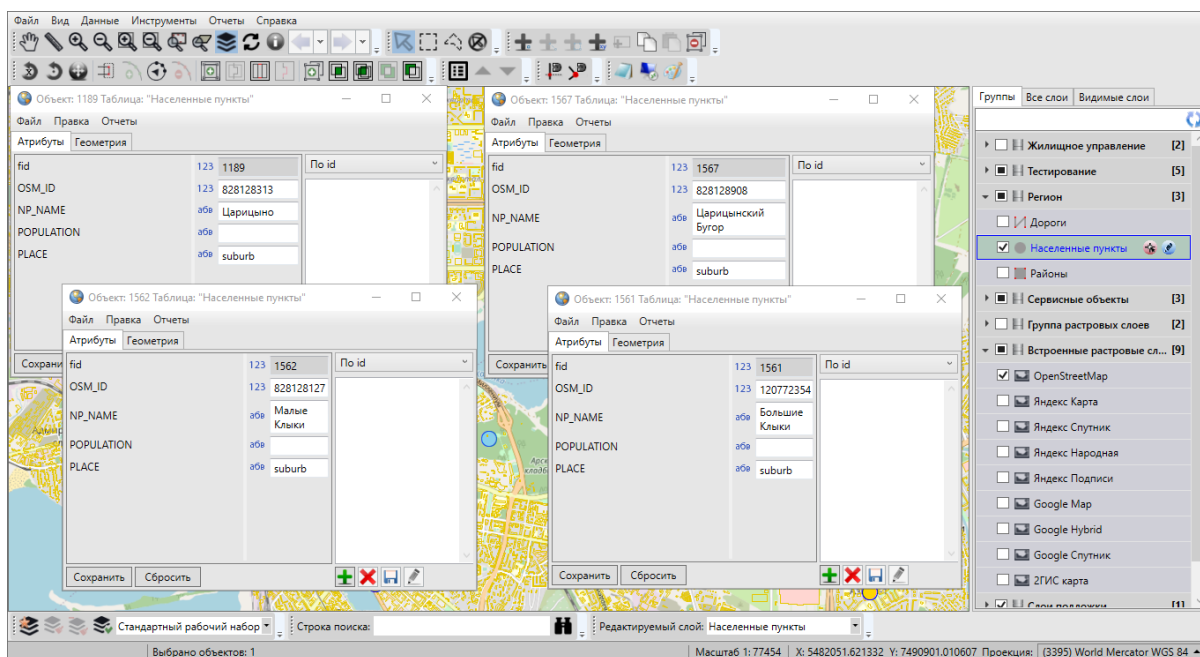 Файл Вид Данные Инструменты Отчеты Справка
Объект: 1189 Таблица: "Населенные пункты"
Файл Правка Отчеты
Атрибуты Геометрия
fid 123 1189 По id
OSM_ID 123 828128313
NP_NAME абв Царицыно
POPULATION абв
PLACE абв suburb
Объект: 1567 Таблица: "Населенные пункты"
Файл Правка Отчеты
Атрибуты Геометрия
fid 123 1567 По id
OSM_ID 123 828128908
NP_NAME абв Царицынский
Бугор
POPULATION абв
PLACE абв suburb
Сохранить
Объект: 1562 Таблица: "Населенные пункты"
Файл Правка Отчеты
Атрибуты Геометрия
fid 123 1562 По id
OSM_ID 123 828128127
NP_NAME абв Малые
Клыки
POPULATION абв
PLACE абв suburb
Сохранить Сбросить
Объект: 1561 Таблица: "Населенные пункты"
Файл Правка Отчеты
Атрибуты Геометрия
fid 123 1561 По id
OSM_ID 123 120772354
NP_NAME абв Большие
Клыки
POPULATION абв
PLACE абв suburb
Сохранить Сбросить
Группы Все слои Видимые слои
Жилищное управление [2]
Тестирование [5]
Регион [3]
Дороги
Населенные пункты
Районы
Сервисные объекты [3]
Группа растровых слоев [2]
Встроенные растровые сл... [9]
OpenStreetMap
Яндекс Карта
Яндекс Спутник
Яндекс Народная
Яндекс Подписи
Google Map
Google Hybrid
Google Спутник
2ГИС карта
Слои подложки [1]
Стандартный рабочий набор Строка поиска: Редактируемый слой: Населенные пункты
Выбрано объектов: 1 Масштаб 1: 77454 X: 5482051.621332 Y: 7490901.010607 Проекция: (3395) World Mercator WGS 84